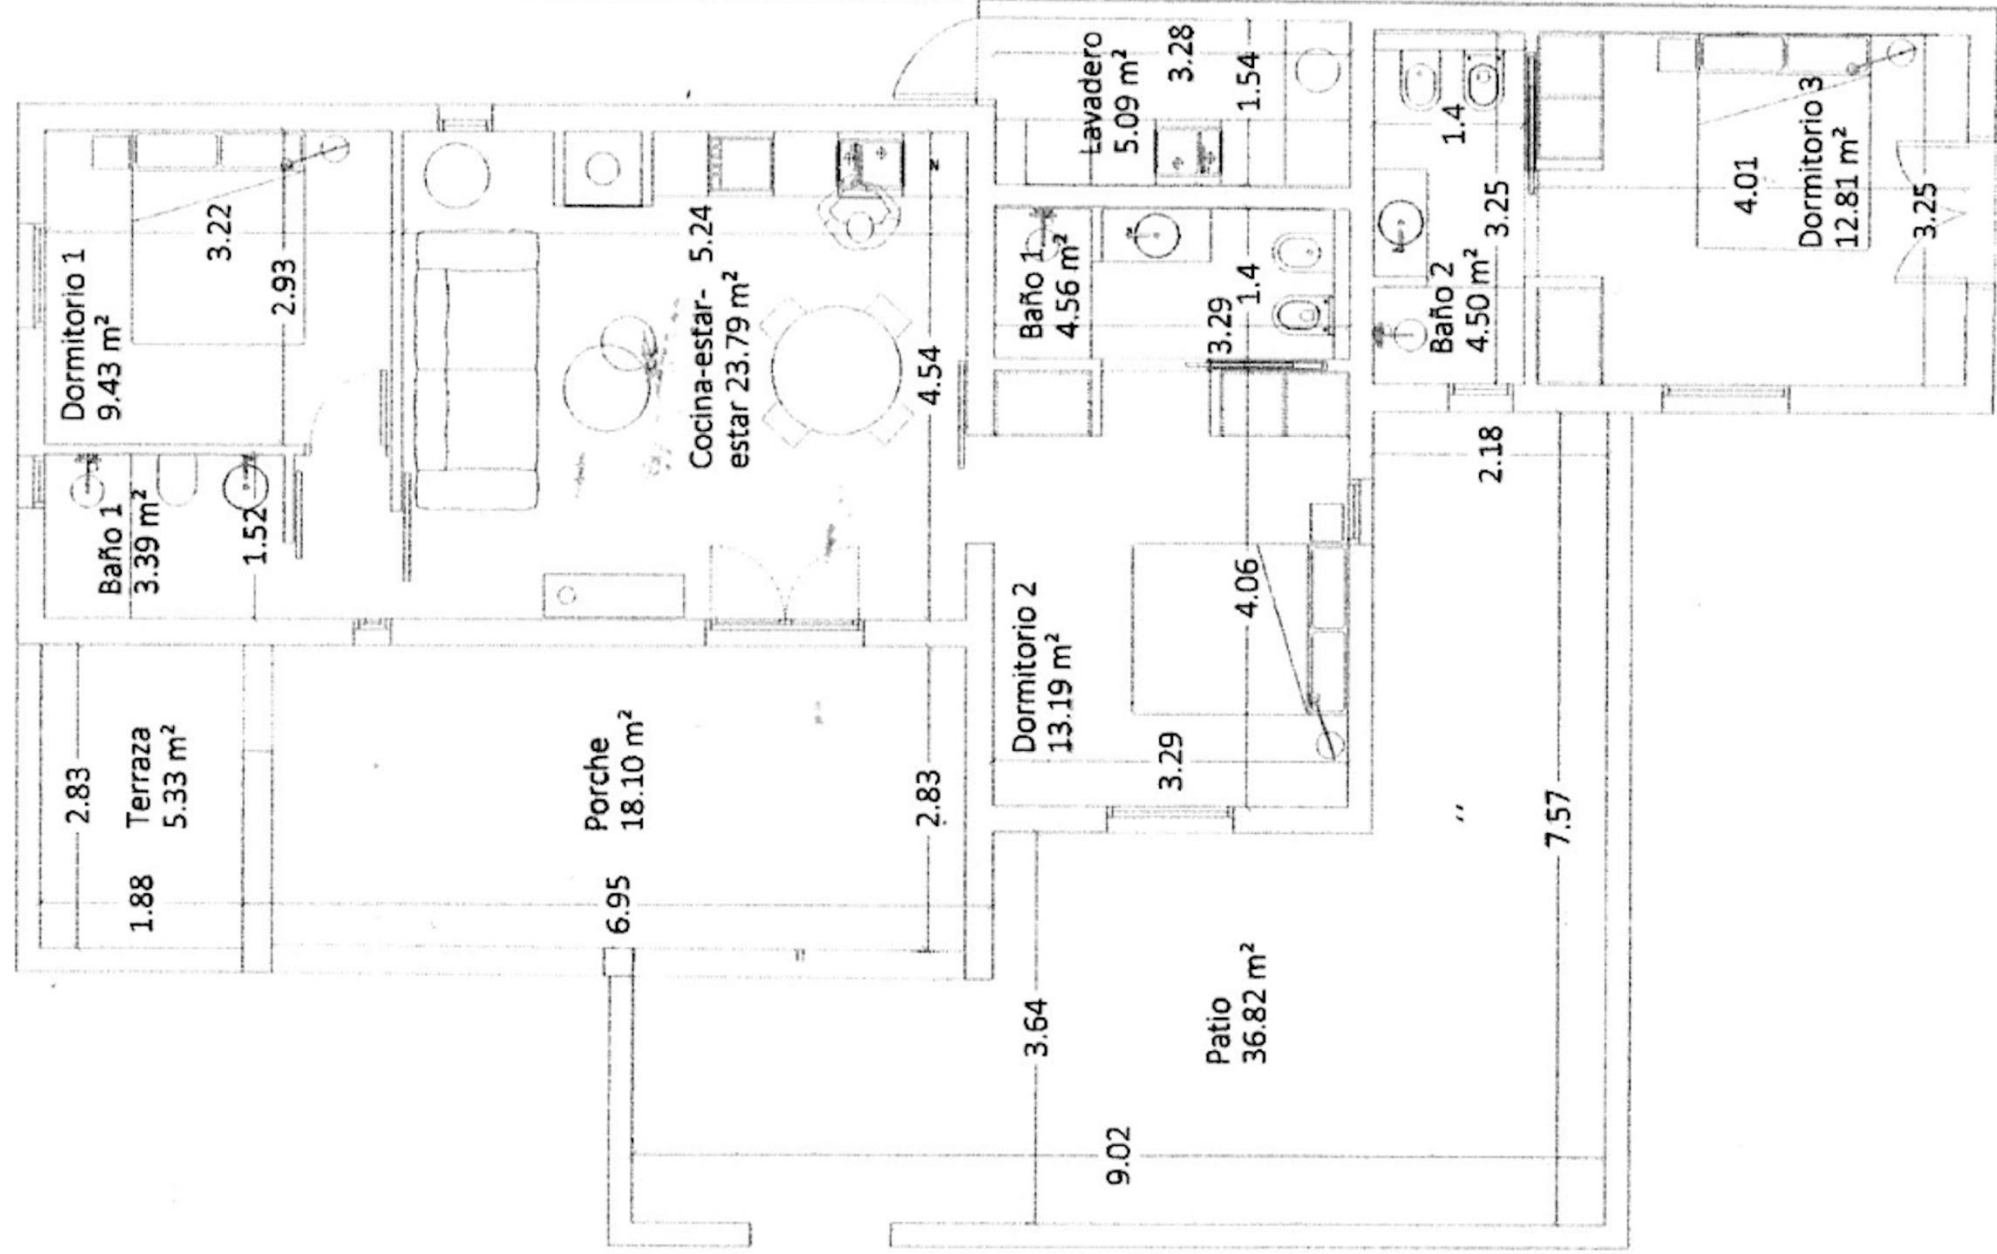 Dormitorio 1
9.43 m²
3.22
2.93
Baño 1
3.39 m²
1.52
Cocina-estar-
estar 23.79 m²
5.24
4.54
Terraza
5.33 m²
2.83
1.88
Porche
18.10 m²
6.95
2.83
Lavadero
5.09 m²
3.28
1.54
Baño 1
4.56 m²
3.29
1.4
Baño 2
4.50 m²
3.25
1.4
Dormitorio 3
12.81 m²
4.01
3.25
Dormitorio 2
13.19 m²
4.06
3.29
2.18
7.57
Patio
36.82 m²
3.64
9.02